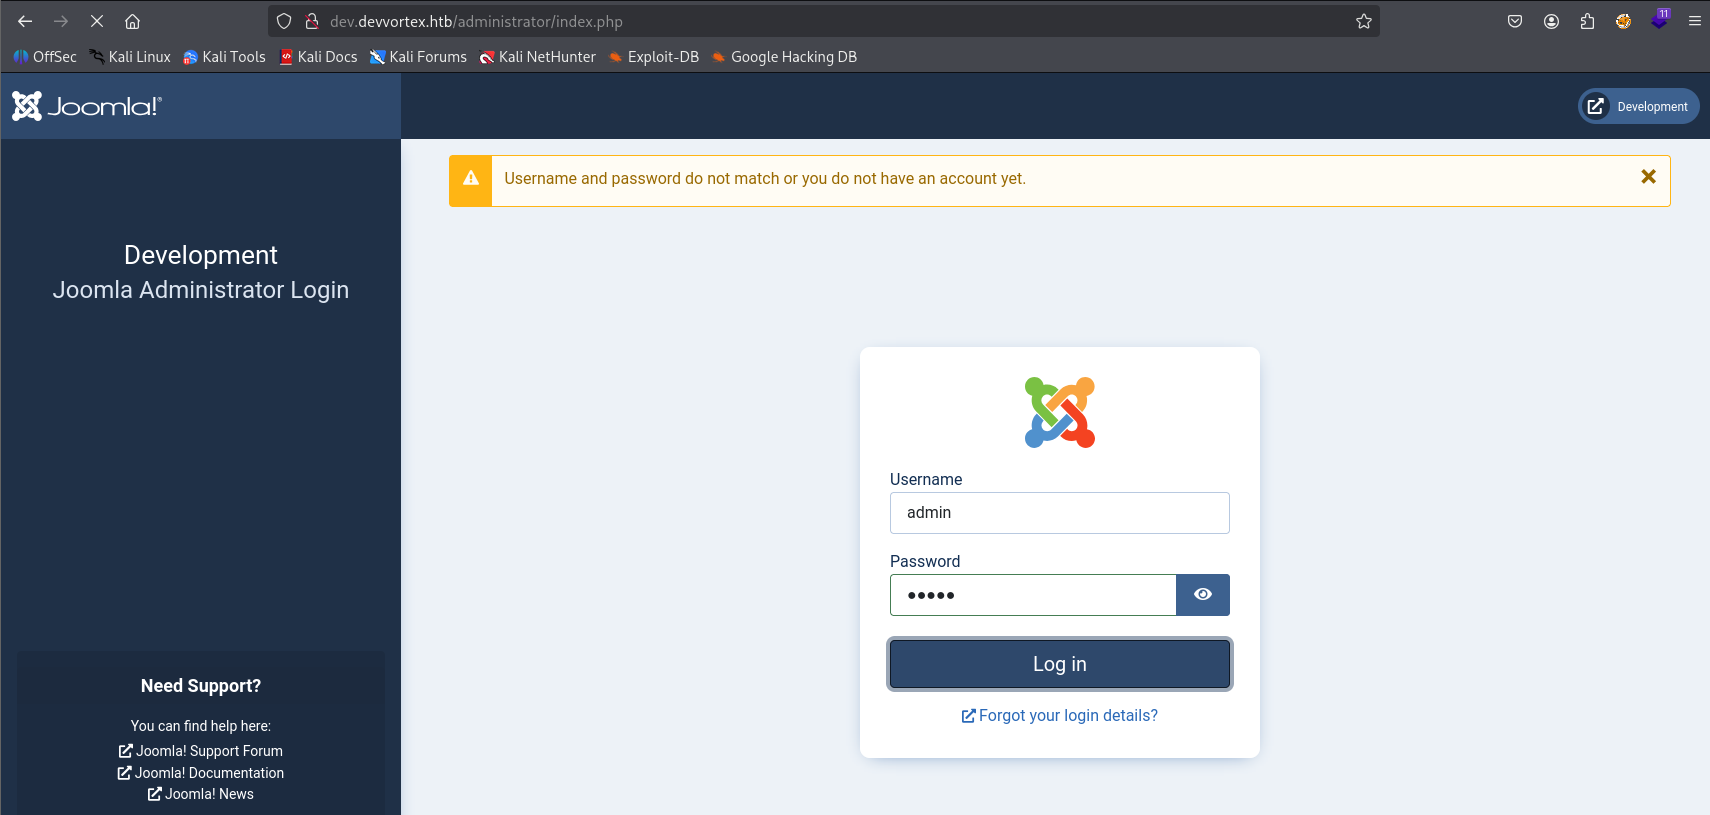 dev.devvortex.htb/administrator/index.php
11
OffSec Kali Linux Kali Tools Kali Docs Kali Forums Kali NetHunter Exploit-DB Google Hacking DB
Joomla!®
Development
Username and password do not match or you do not have an account yet.
Development
Joomla Administrator Login
Username
admin
Password
Log in
Forgot your login details?
Need Support?
You can find help here:
Joomla! Support Forum
Joomla! Documentation
Joomla! News